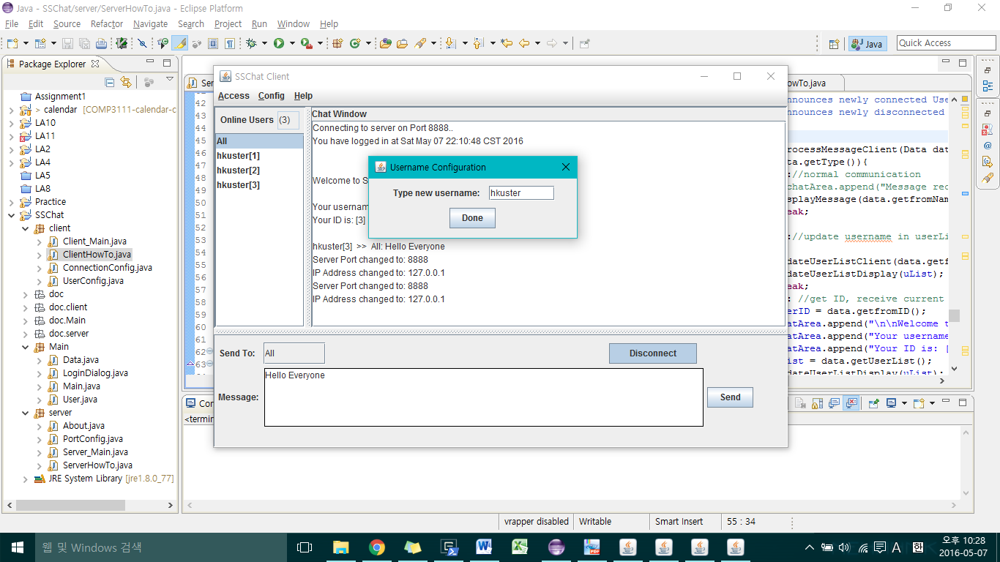 Java - SSChat/server/ServerHowTo.java - Eclipse Platform
File Edit Source Refactor Navigate Search Project Run Window Help
Quick Access
Java
Package Explorer
Assignment1
> calendar [COMP3111-calendar-c
LA10
LA11
LA2
LA4
LA5
LA8
Practice
SSChat
client
Client_Main.java
ClientHowTo.java
ConnectionConfig.java
UserConfig.java
doc
doc.client
doc.Main
doc.server
Main
Data.java
LoginDialog.java
Main.java
User.java
server
About.java
PortConfig.java
Server_Main.java
ServerHowTo.java
JRE System Library [jre1.8.0_77]
Ser
42
43
44
45
46
47
48
49
50
51
52
53
54
55
56
57
58
59
60
61
62
63
SSChat Client
Access Config Help
Online Users (3)
All
hkuster[1]
hkuster[2]
hkuster[3]
Chat Window
Connecting to server on Port 8888..
You have logged in at Sat May 07 22:10:48 CST 2016
Welcome to S
Your usernam
Your ID is: [3]
hkuster[3] >> All: Hello Everyone
Server Port changed to: 8888
IP Address changed to: 127.0.0.1
Server Port changed to: 8888
IP Address changed to: 127.0.0.1
Username Configuration
Type new username: hkuster
Done
Send To: All
Disconnect
Message: Hello Everyone
Send
owTo.java
nnounces newly connected Use
nnounces newly disconnected
rocessMessageClient(Data dat
ta.getType()){
://normal communication
chatArea.append("Message rec
splayMessage(data.getfromNam
eak;
://update username in userLi
dateUserListClient(data.getf
dateUserListDisplay(uList);
eak;
: //get ID, receive current
erID = data.getfromID();
atArea.append("\n\nWelcome t
atArea.append("Your username
atArea.append("Your ID is: [
ist = data.getUserList();
dateUserListDisplay(uList);
Co
<termin
vrapper disabled
Writable
Smart Insert
55 : 34
웹 및 Windows 검색
A
한
오후 10:28
2016-05-07